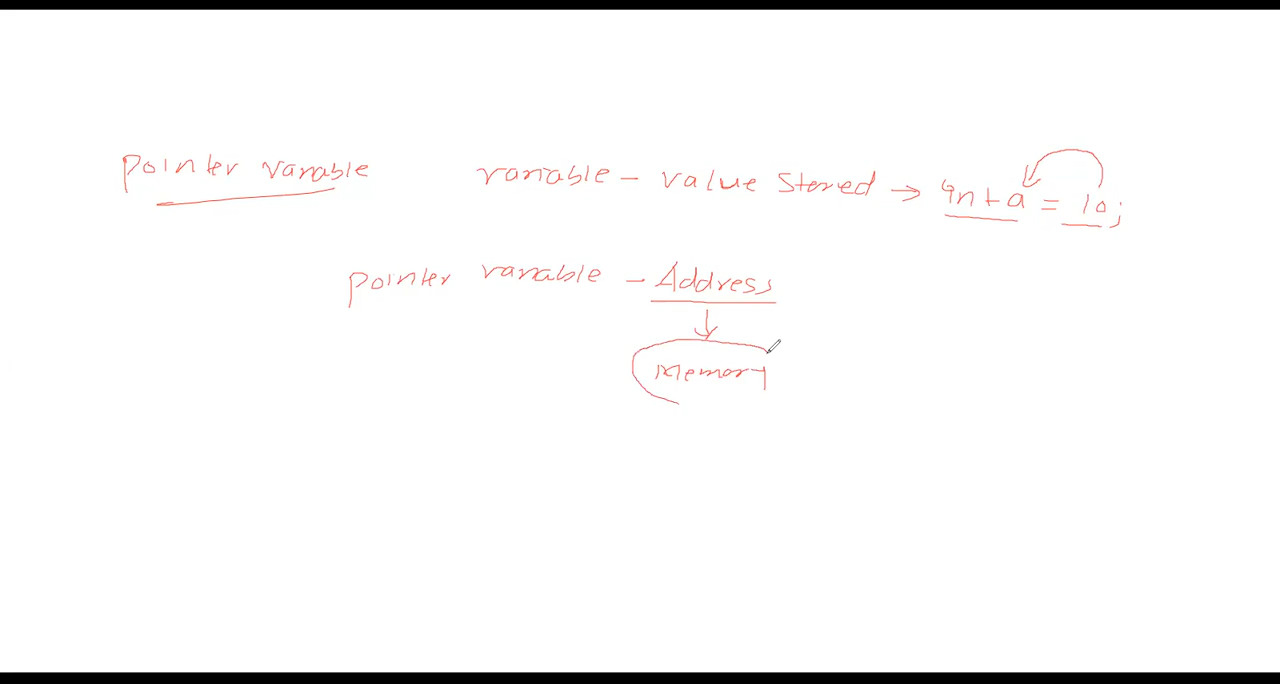 pointer variable
variable - value stored → int a = 10;
pointer variable - Address
Memory